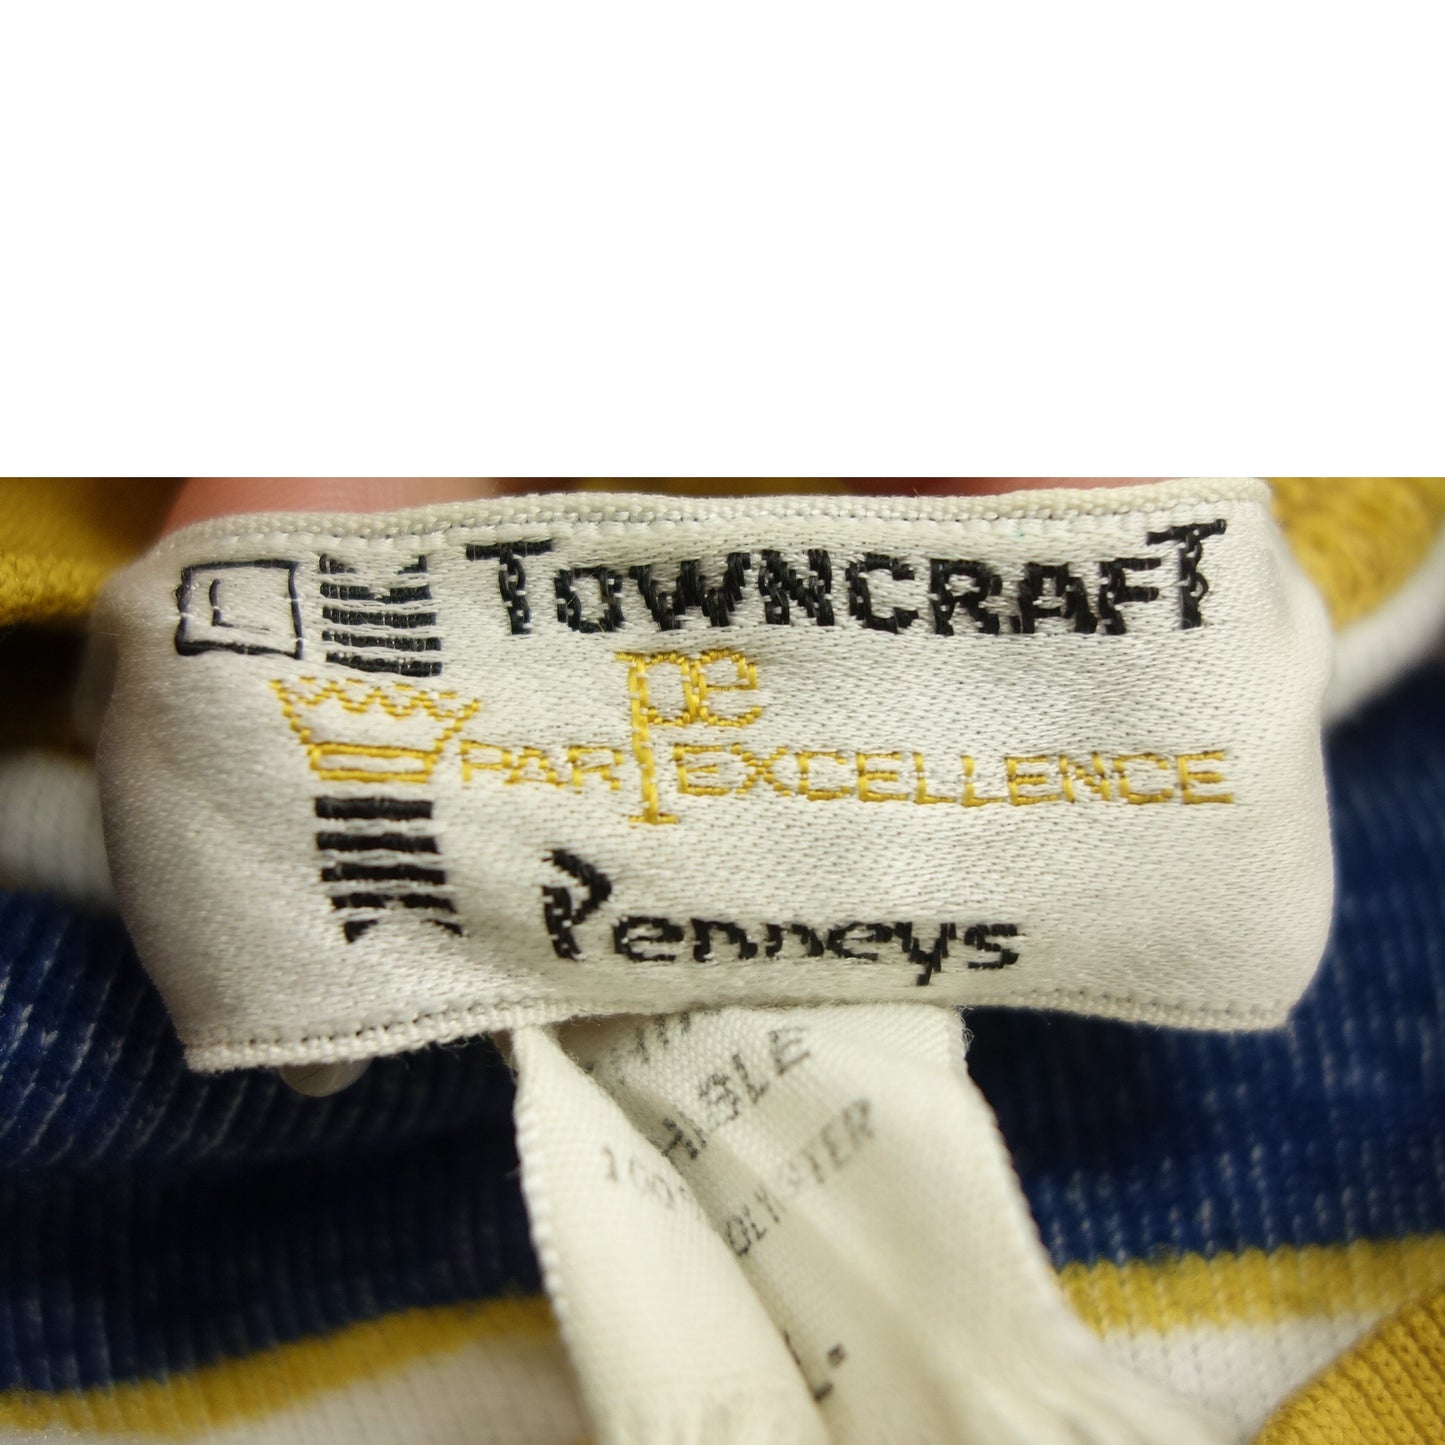 L
TOWNCRAFT
pe
PAR EXCELLENCE
Penneys